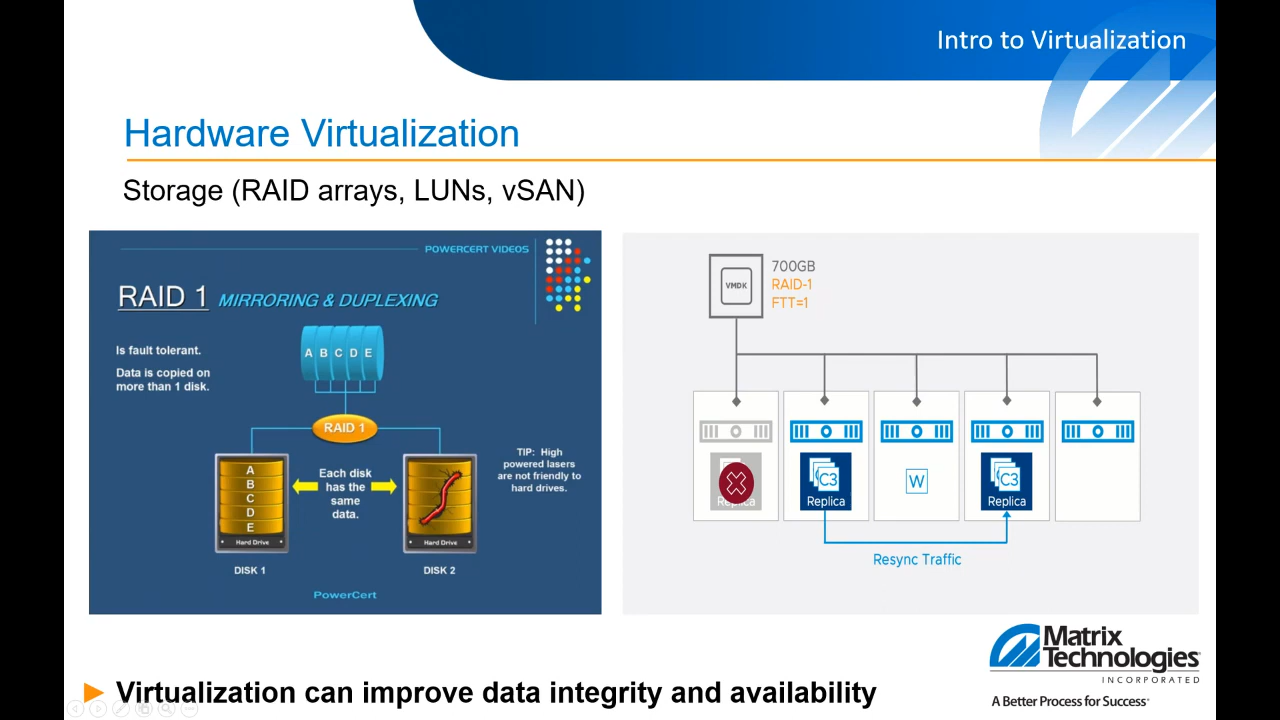 Intro to Virtualization
Hardware Virtualization
Storage (RAID arrays, LUNs, vSAN)
POWERCERT VIDEOS
RAID 1 MIRRORING & DUPLEXING
Is fault tolerant.
Data is copied on
more than 1 disk.
A B C D E
RAID 1
A
B
C
D
E
Hard Drive
DISK 1
Each disk
has the
same
data.
Hard Drive
DISK 2
TIP: High
powered lasers
are not friendly to
hard drives.
PowerCert
VMDK
700GB
RAID-1
FTT=1
Replica
C3
Replica
W
C3
Replica
Resync Traffic
Matrix
Technologies
INCORPORATED
A Better Process for Success
Virtualization can improve data integrity and availability